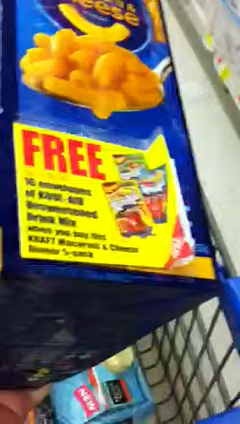 & 
cheese
FREE
10 envelopes
of KOOL-AID
Unsweetened
Drink Mix
when you buy this
KRAFT Macaroni & Cheese
Dinner 5-pack
NEW